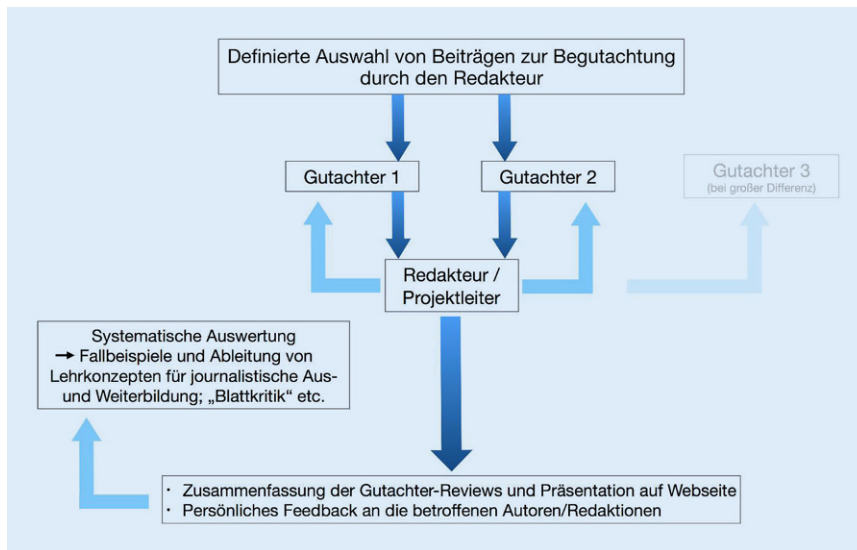 Definierte Auswahl von Beiträgen zur Begutachtung
durch den Redakteur
Gutachter 1
Gutachter 2
Gutachter 3
(bei großer Differenz)
Redakteur /
Projektleiter
Systematische Auswertung
→ Fallbeispiele und Ableitung von
Lehrkonzepten für journalistische Aus-
und Weiterbildung; „Blattkritik“ etc.
· Zusammenfassung der Gutachter-Reviews und Präsentation auf Webseite
· Persönliches Feedback an die betroffenen Autoren/Redaktionen